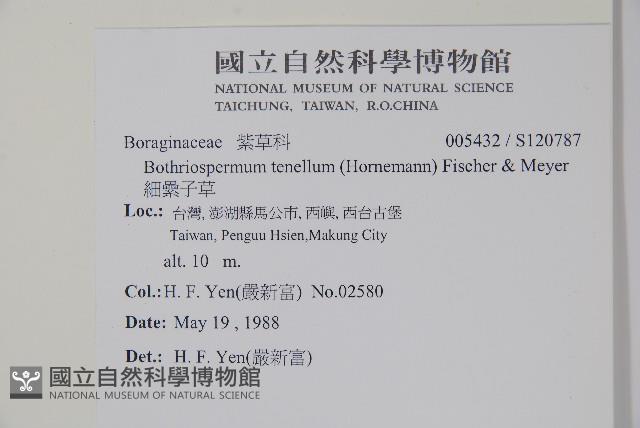 國立自然科學博物館
NATIONAL MUSEUM OF NATURAL SCIENCE
TAICHUNG, TAIWAN, R.O.CHINA
Boraginaceae 紫草科 005432 / S120787
Bothriospermum tenellum (Hornemann) Fischer & Meyer
細纍子草
Loc.: 台灣, 澎湖縣馬公市, 西嶼, 西台古堡
Taiwan, Penguu Hsien,Makung City
alt. 10 m.
Col.:H. F. Yen(嚴新富) No.02580
Date: May 19 , 1988
Det.: H. F. Yen(嚴新富)
國立自然科學博物館
NATIONAL MUSEUM OF NATURAL SCIENCE